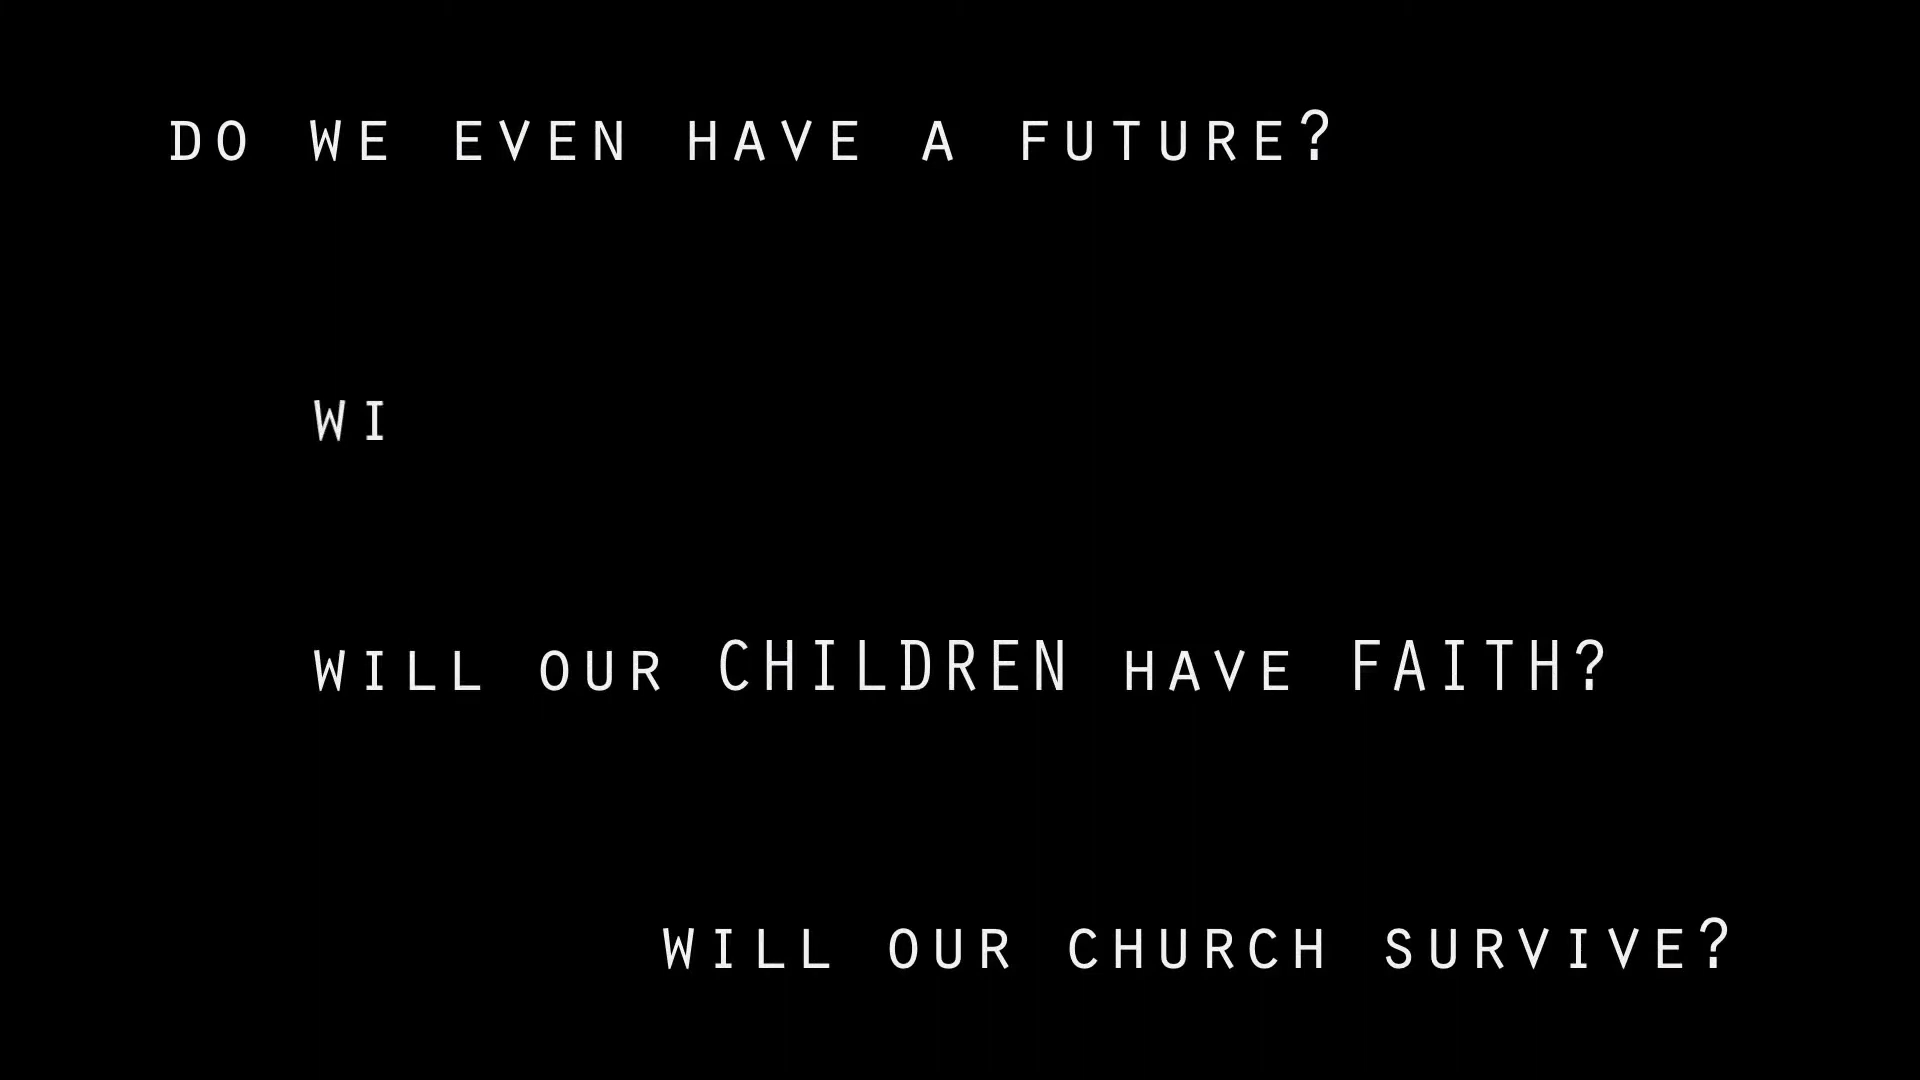 DO WE EVEN HAVE A FUTURE?
WI
WILL OUR CHILDREN HAVE FAITH?
WILL OUR CHURCH SURVIVE?